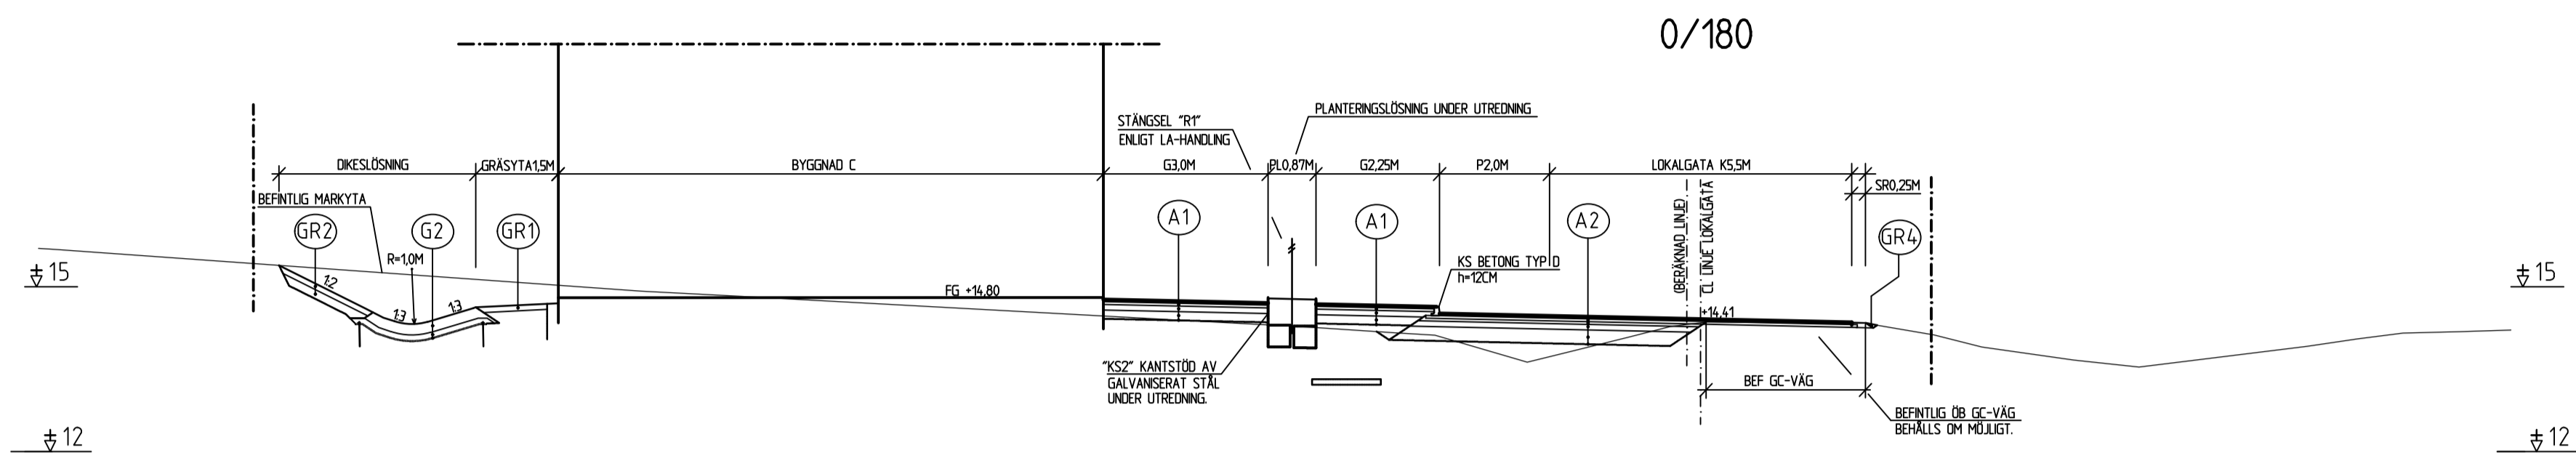 0/180
STÄNGSEL "R1"
ENLIGT LA-HANDLING
PLANTERINGSLÖSNING UNDER UTREDNING
DIKESLÖSNING
GRÄSYTA1,5M
BYGGNAD C
G3,0M
PL0,87M
G2,25M
P2,0M
LOKALGATA K5,5M
SR0,25M
BEFINTLIG MARKYTA
GR2
G2
GR1
A1
A1
A2
GR4
(BERÄKNAD LINJE)
CL LINJE LOKALGATA
R=1,0M
1:2
1:3
1:3
±15
±15
FG +14.80
KS BETONG TYP D
h=12CM
+14.41
"KS2" KANTSTÖD AV
GALVANISERAT STÅL
UNDER UTREDNING.
BEF GC-VÄG
BEFINTLIG ÖB GC-VÄG
BEHÅLLS OM MÖJLIGT.
±12
±12